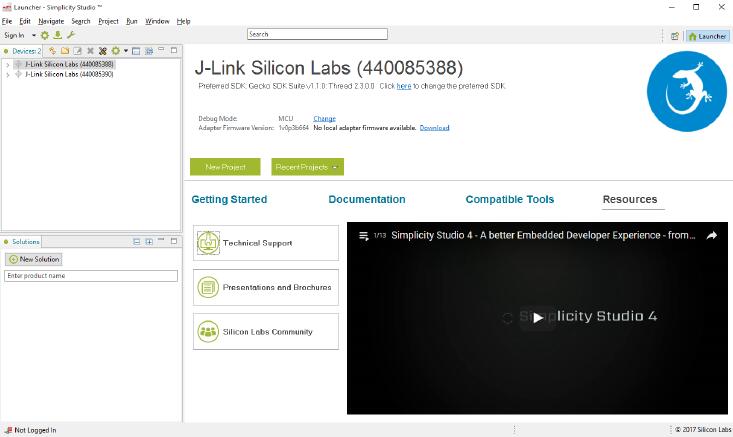 Launcher - Simplicity Studio ™
File Edit Navigate Search Project Run Window Help
Sign In
Search
Launcher
Devices: 2
J-Link Silicon Labs (440085388)
J-Link Silicon Labs (440085390)
J-Link Silicon Labs (440085388)
Preferred SDK: Gecko SDK Suite v1.1.0: Thread 2.3.0.0 Click here to change the preferred SDK.
Debug Mode: MCU Change
Adapter Firmware Version: 1v0p3b664 No local adapter firmware available. Download
New Project
Recent Projects
Getting Started
Documentation
Compatible Tools
Resources
Solutions
New Solution
Enter product name
Technical Support
Presentations and Brochures
Silicon Labs Community
1/13 Simplicity Studio 4 - A better Embedded Developer Experience - from...
Simplicity Studio 4
Not Logged In
© 2017 Silicon Labs